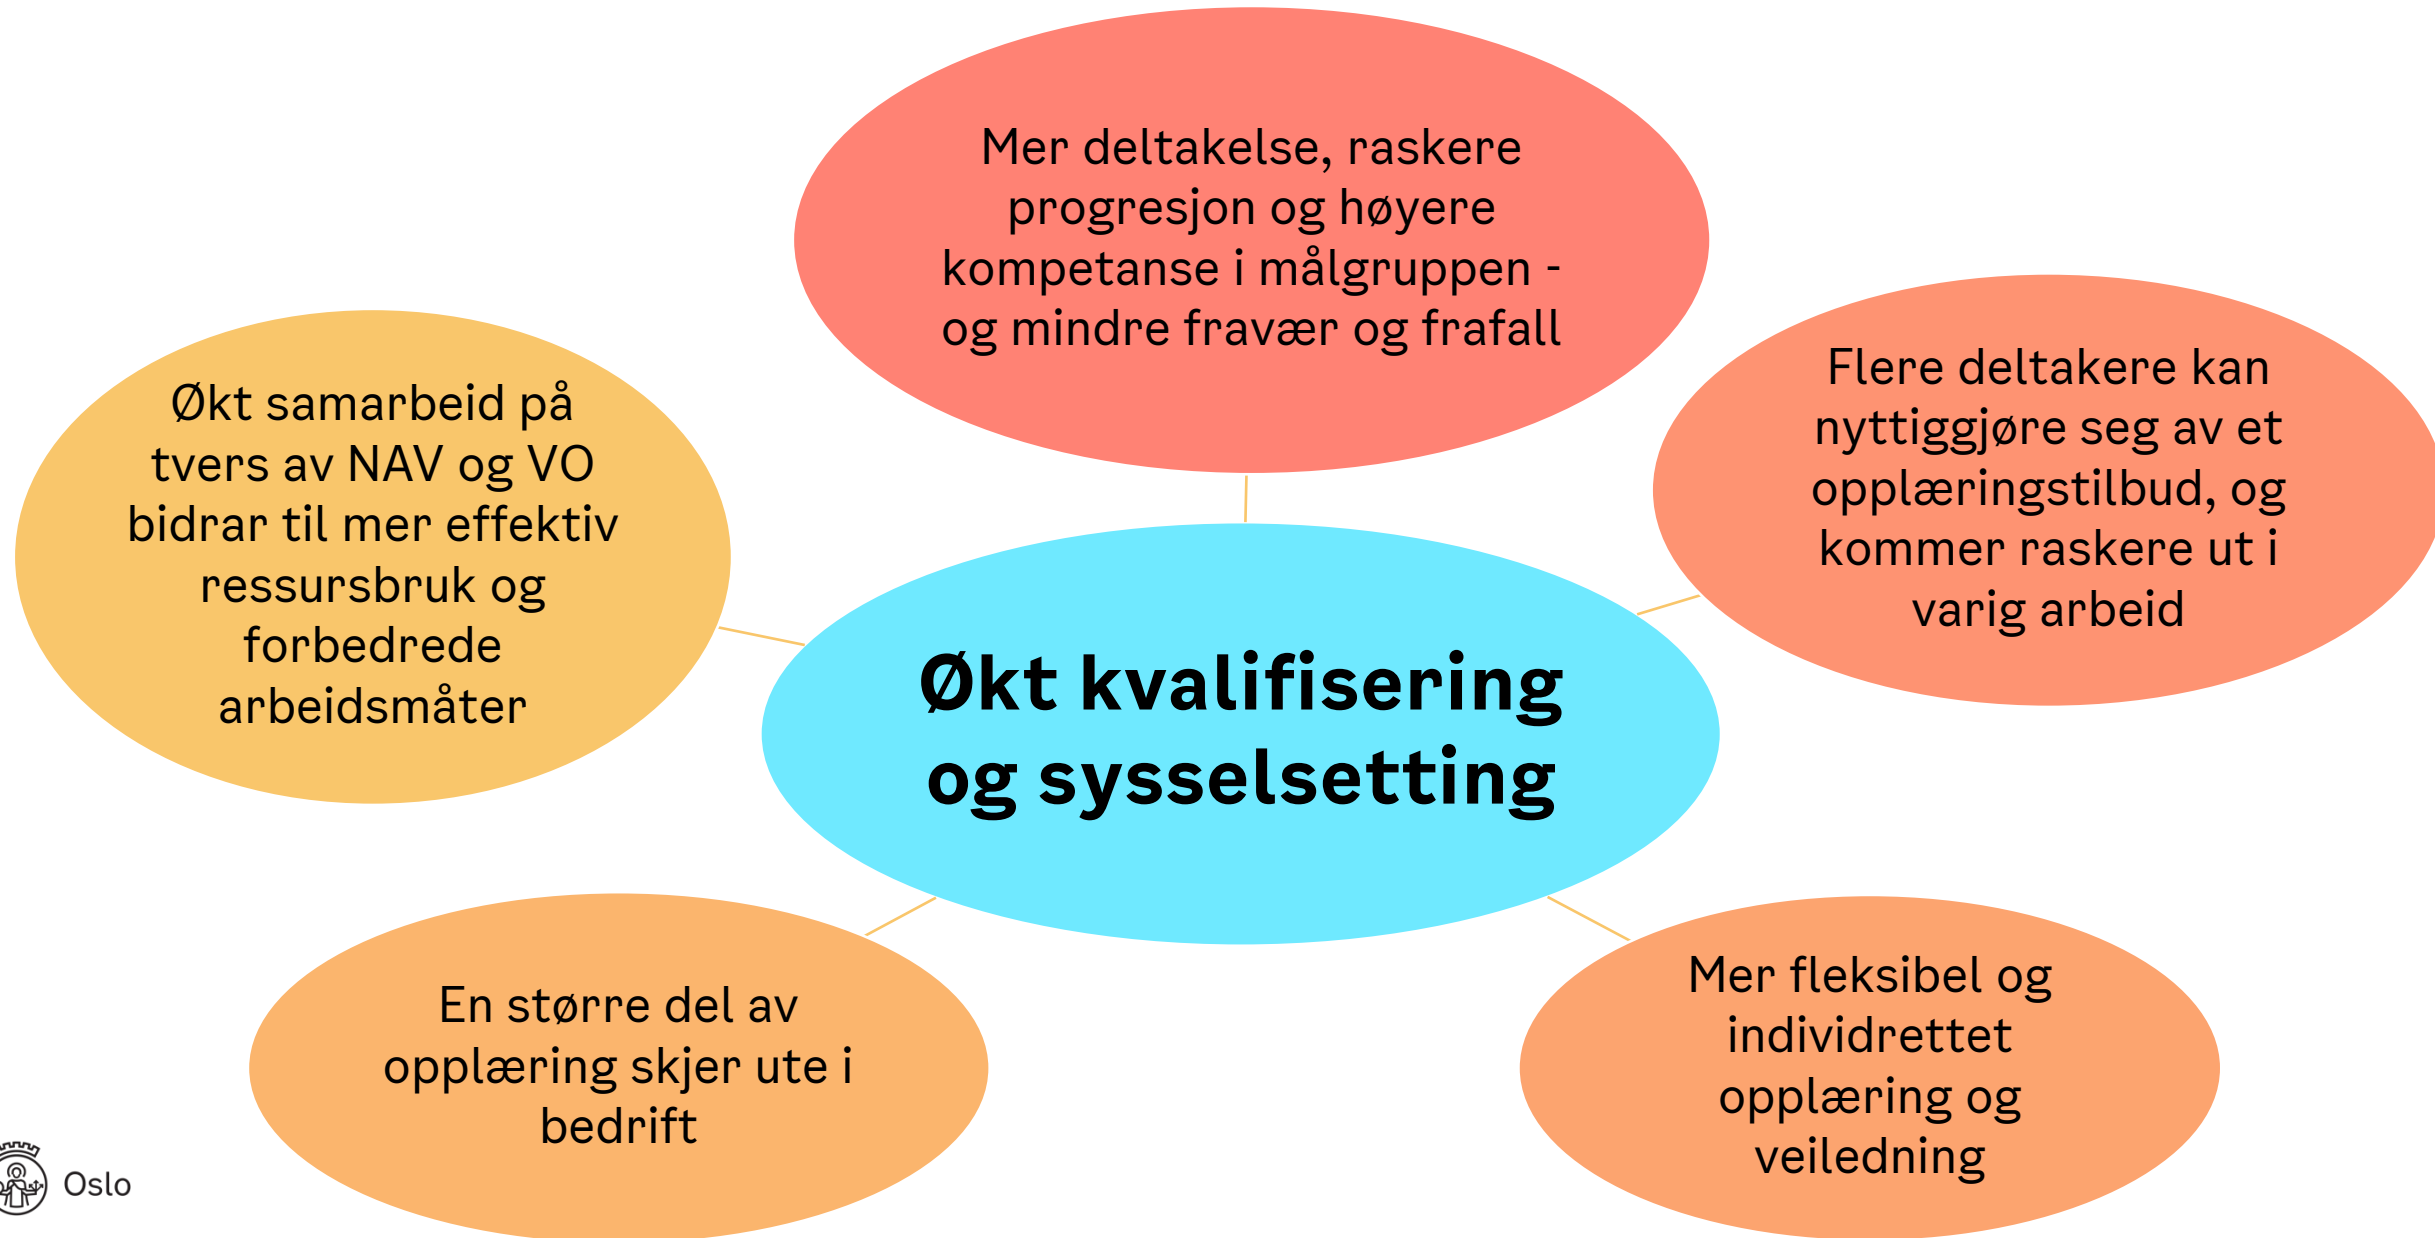 Mer deltakelse, raskere
progresjon og høyere
kompetanse i målgruppen -
og mindre fravær og frafall
Flere deltakere kan
nyttiggjøre seg av et
opplæringstilbud, og
kommer raskere ut i
varig arbeid
Økt samarbeid på
tvers av NAV og VO
bidrar til mer effektiv
ressursbruk og
forbedrede
arbeidsmåter
Økt kvalifisering
og sysselsetting
En større del av
opplæring skjer ute i
bedrift
Mer fleksibel og
individrettet
opplæring og
veiledning
Oslo